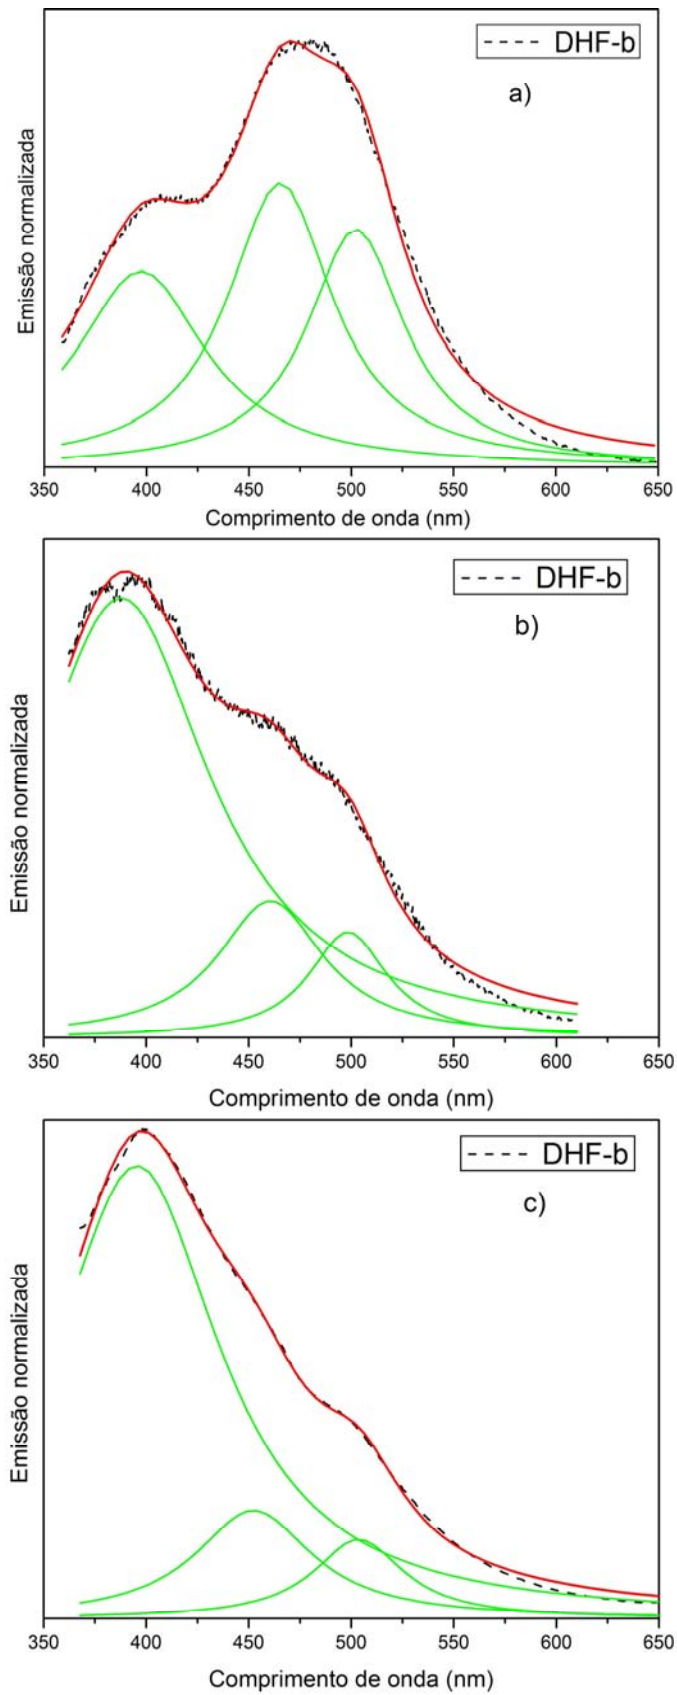 DHF-b
a)
Emissão normalizada
350 400 450 500 550 600 650
Comprimento de onda (nm)
DHF-b
b)
Emissão normalizada
350 400 450 500 550 600 650
Comprimento de onda (nm)
DHF-b
c)
Emissão normalizada
350 400 450 500 550 600 650
Comprimento de onda (nm)